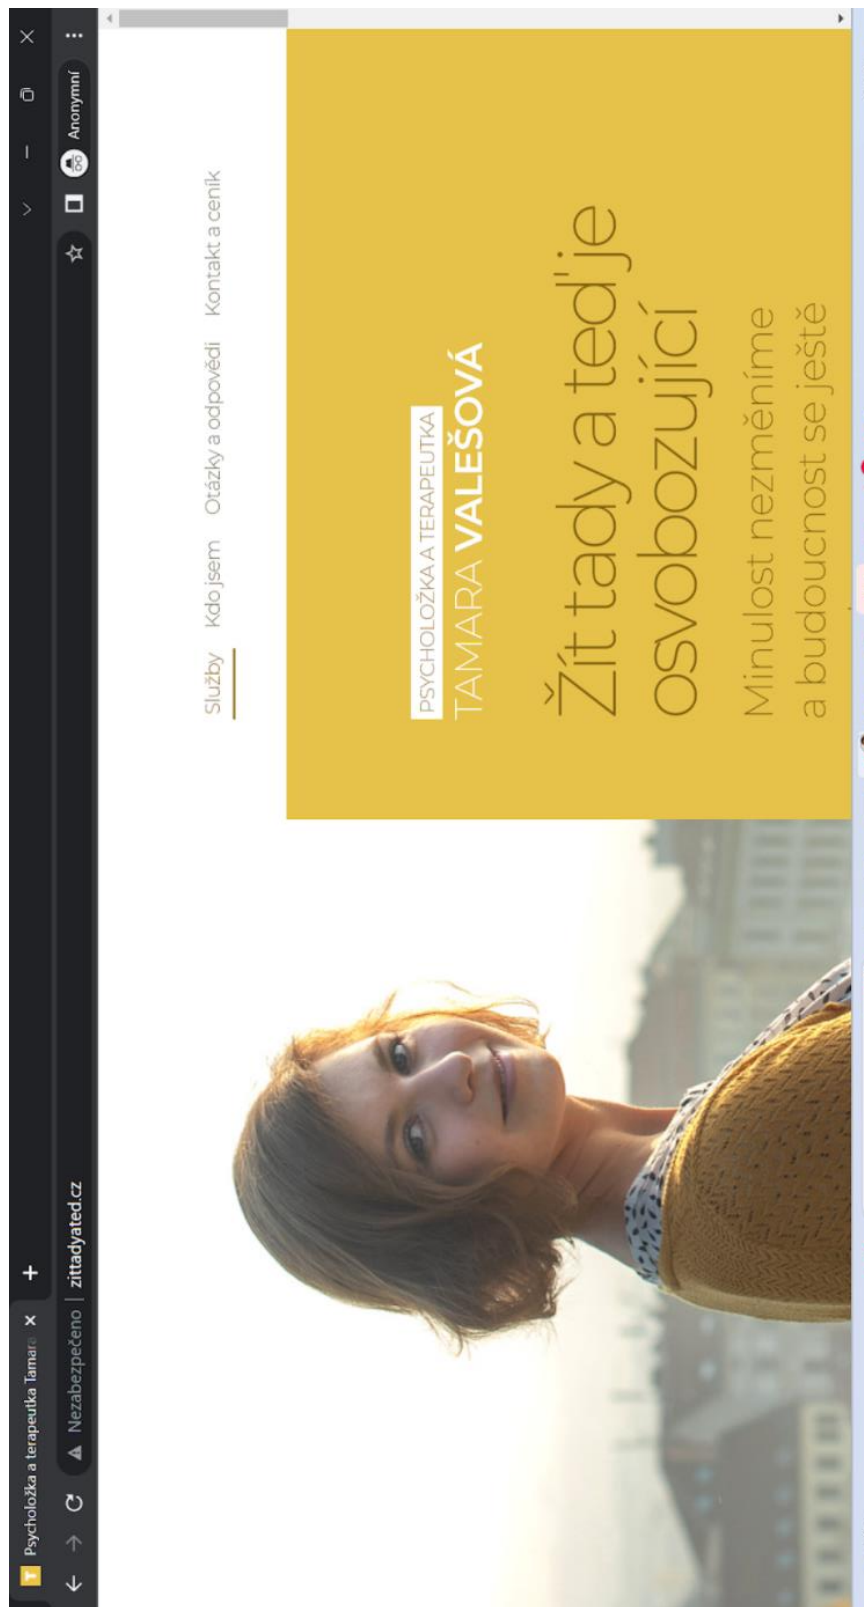 Psycholožka a terapeutka Tamara
Nezabezpečeno | zittadyated.cz
Anonymní
Služby Kdo jsem Otázky a odpovědi Kontakt a ceník
PSYCHOLOŽKA A TERAPEUTKA
TAMARA VALEŠOVÁ
Žít tady a teď je
osvobozující
Minulost nezměníme
a budoucnost se ještě